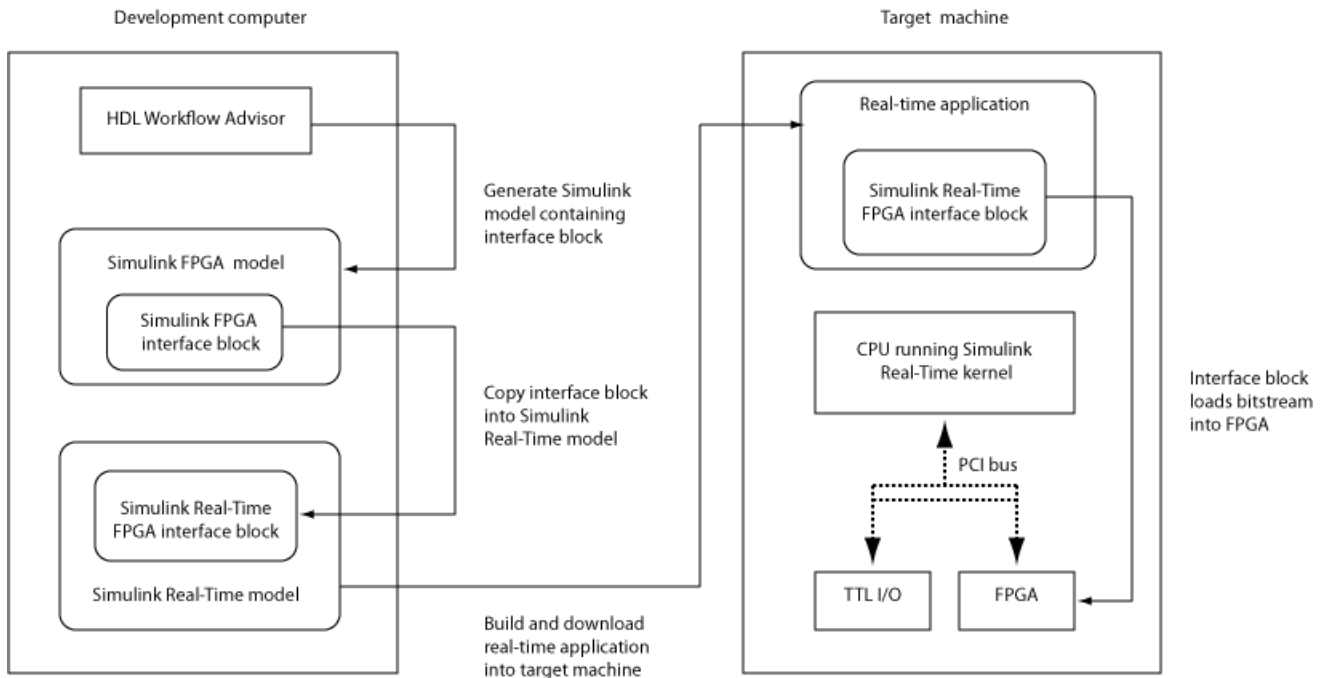 Development computer
Target machine
HDL Workflow Advisor
Generate Simulink
model containing
interface block
Simulink FPGA model
Simulink FPGA
interface block
Copy interface block
into Simulink
Real-Time model
Simulink Real-Time
FPGA interface block
Simulink Real-Time model
Build and download
real-time application
into target machine
Real-time application
Simulink Real-Time
FPGA interface block
CPU running Simulink
Real-Time kernel
PCI bus
TTL I/O
FPGA
Interface block
loads bitstream
into FPGA